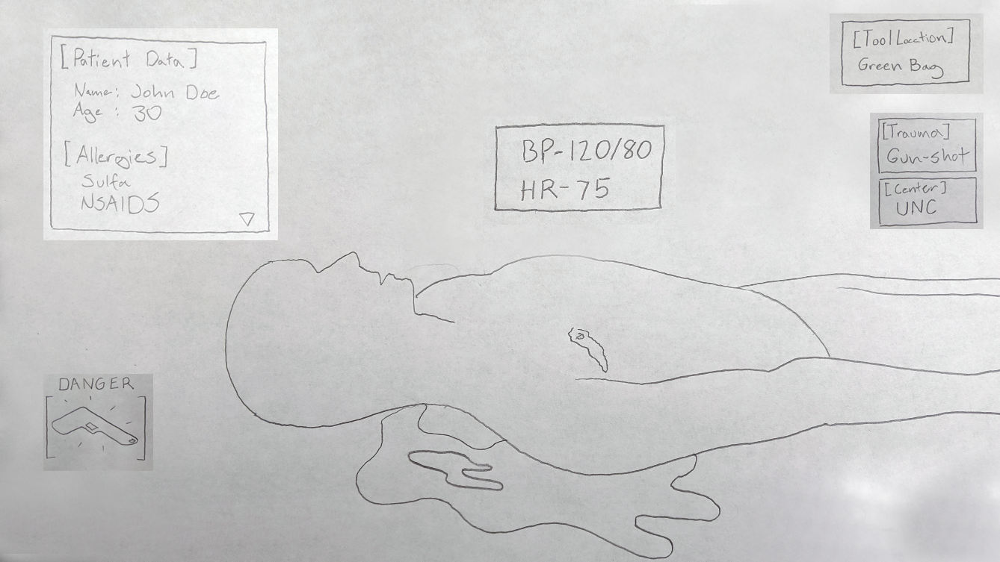 [Patient Data]
Name: John Doe
Age : 30
[Allergies]
Sulfa
NSAIDS
BP-120/80
HR-75
[Tool Location]
Green Bag
[Trauma]
Gun-shot
[Center]
UNC
DANGER